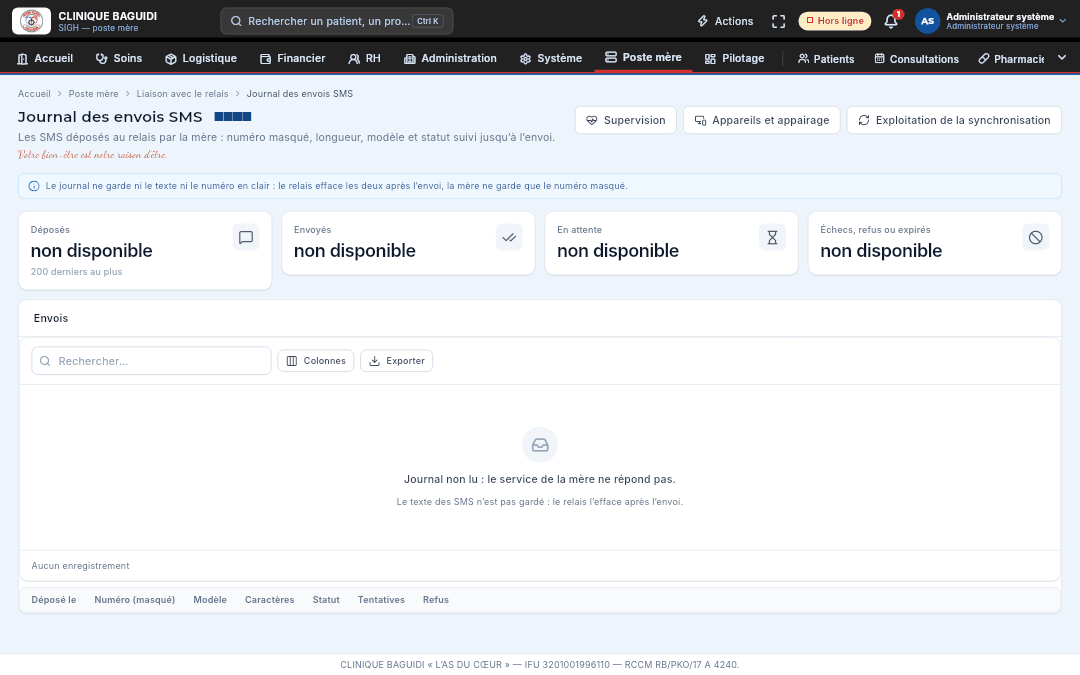 CLINIQUE BAGUIDI
SIGH — poste mère
Rechercher un patient, un pro... Ctrl K
Actions
Hors ligne
1
AS
Administrateur système
Administrateur système
Accueil Soins Logistique Financier RH Administration Système Poste mère Pilotage Patients Consultations Pharmacie
Accueil > Poste mère > Liaison avec le relais > Journal des envois SMS
Journal des envois SMS
Les SMS déposés au relais par la mère : numéro masqué, longueur, modèle et statut suivi jusqu'à l'envoi.
Votre bien-être est notre raison d'être.
Supervision
Appareils et appairage
Exploitation de la synchronisation
Le journal ne garde ni le texte ni le numéro en clair : le relais efface les deux après l'envoi, la mère ne garde que le numéro masqué.
Déposés
non disponible
200 derniers au plus
Envoyés
non disponible
En attente
non disponible
Échecs, refus ou expirés
non disponible
Envois
Rechercher...
Colonnes
Exporter
Journal non lu : le service de la mère ne répond pas.
Le texte des SMS n'est pas gardé : le relais l'efface après l'envoi.
Aucun enregistrement
Déposé le Numéro (masqué) Modèle Caractères Statut Tentatives Refus
CLINIQUE BAGUIDI « L'AS DU CŒUR » — IFU 3201001996110 — RCCM RB/PKO/17 A 4240.